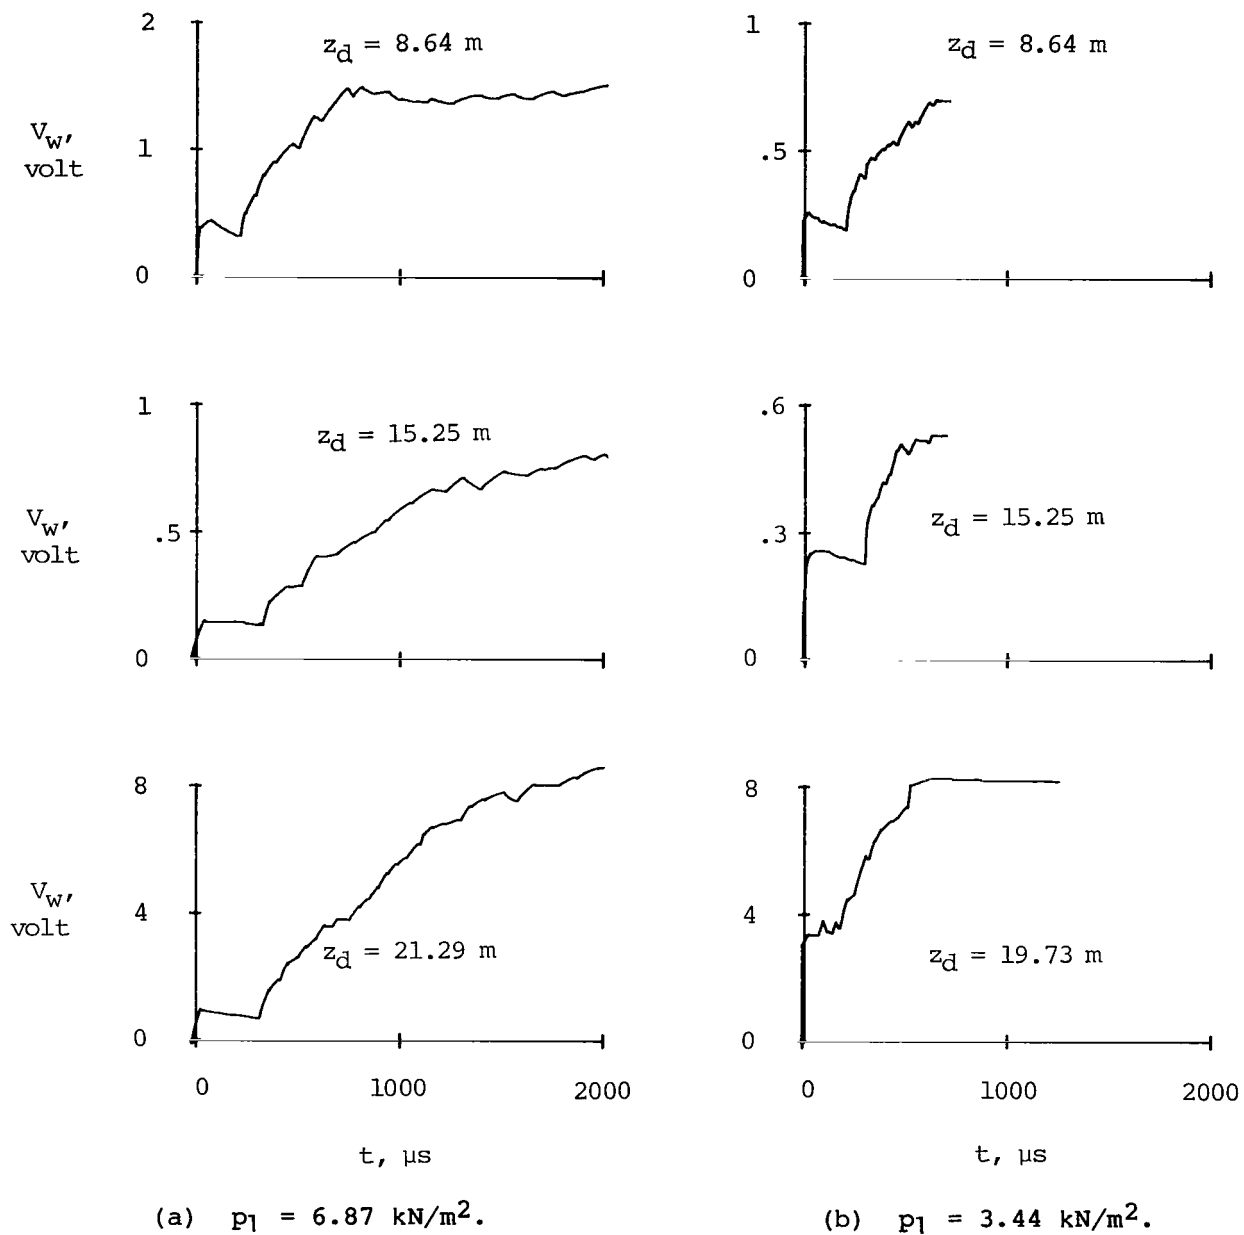 2
z_d = 8.64 m
V_w,
volt
1
0
1
z_d = 8.64 m
.5
0
1
z_d = 15.25 m
V_w,
volt
.5
0
.6
z_d = 15.25 m
.3
0
8
V_w,
volt
4
z_d = 21.29 m
0
0 1000 2000
t, μs
(a) p_1 = 6.87 kN/m².
8
4
z_d = 19.73 m
0
0 1000 2000
t, μs
(b) p_1 = 3.44 kN/m².